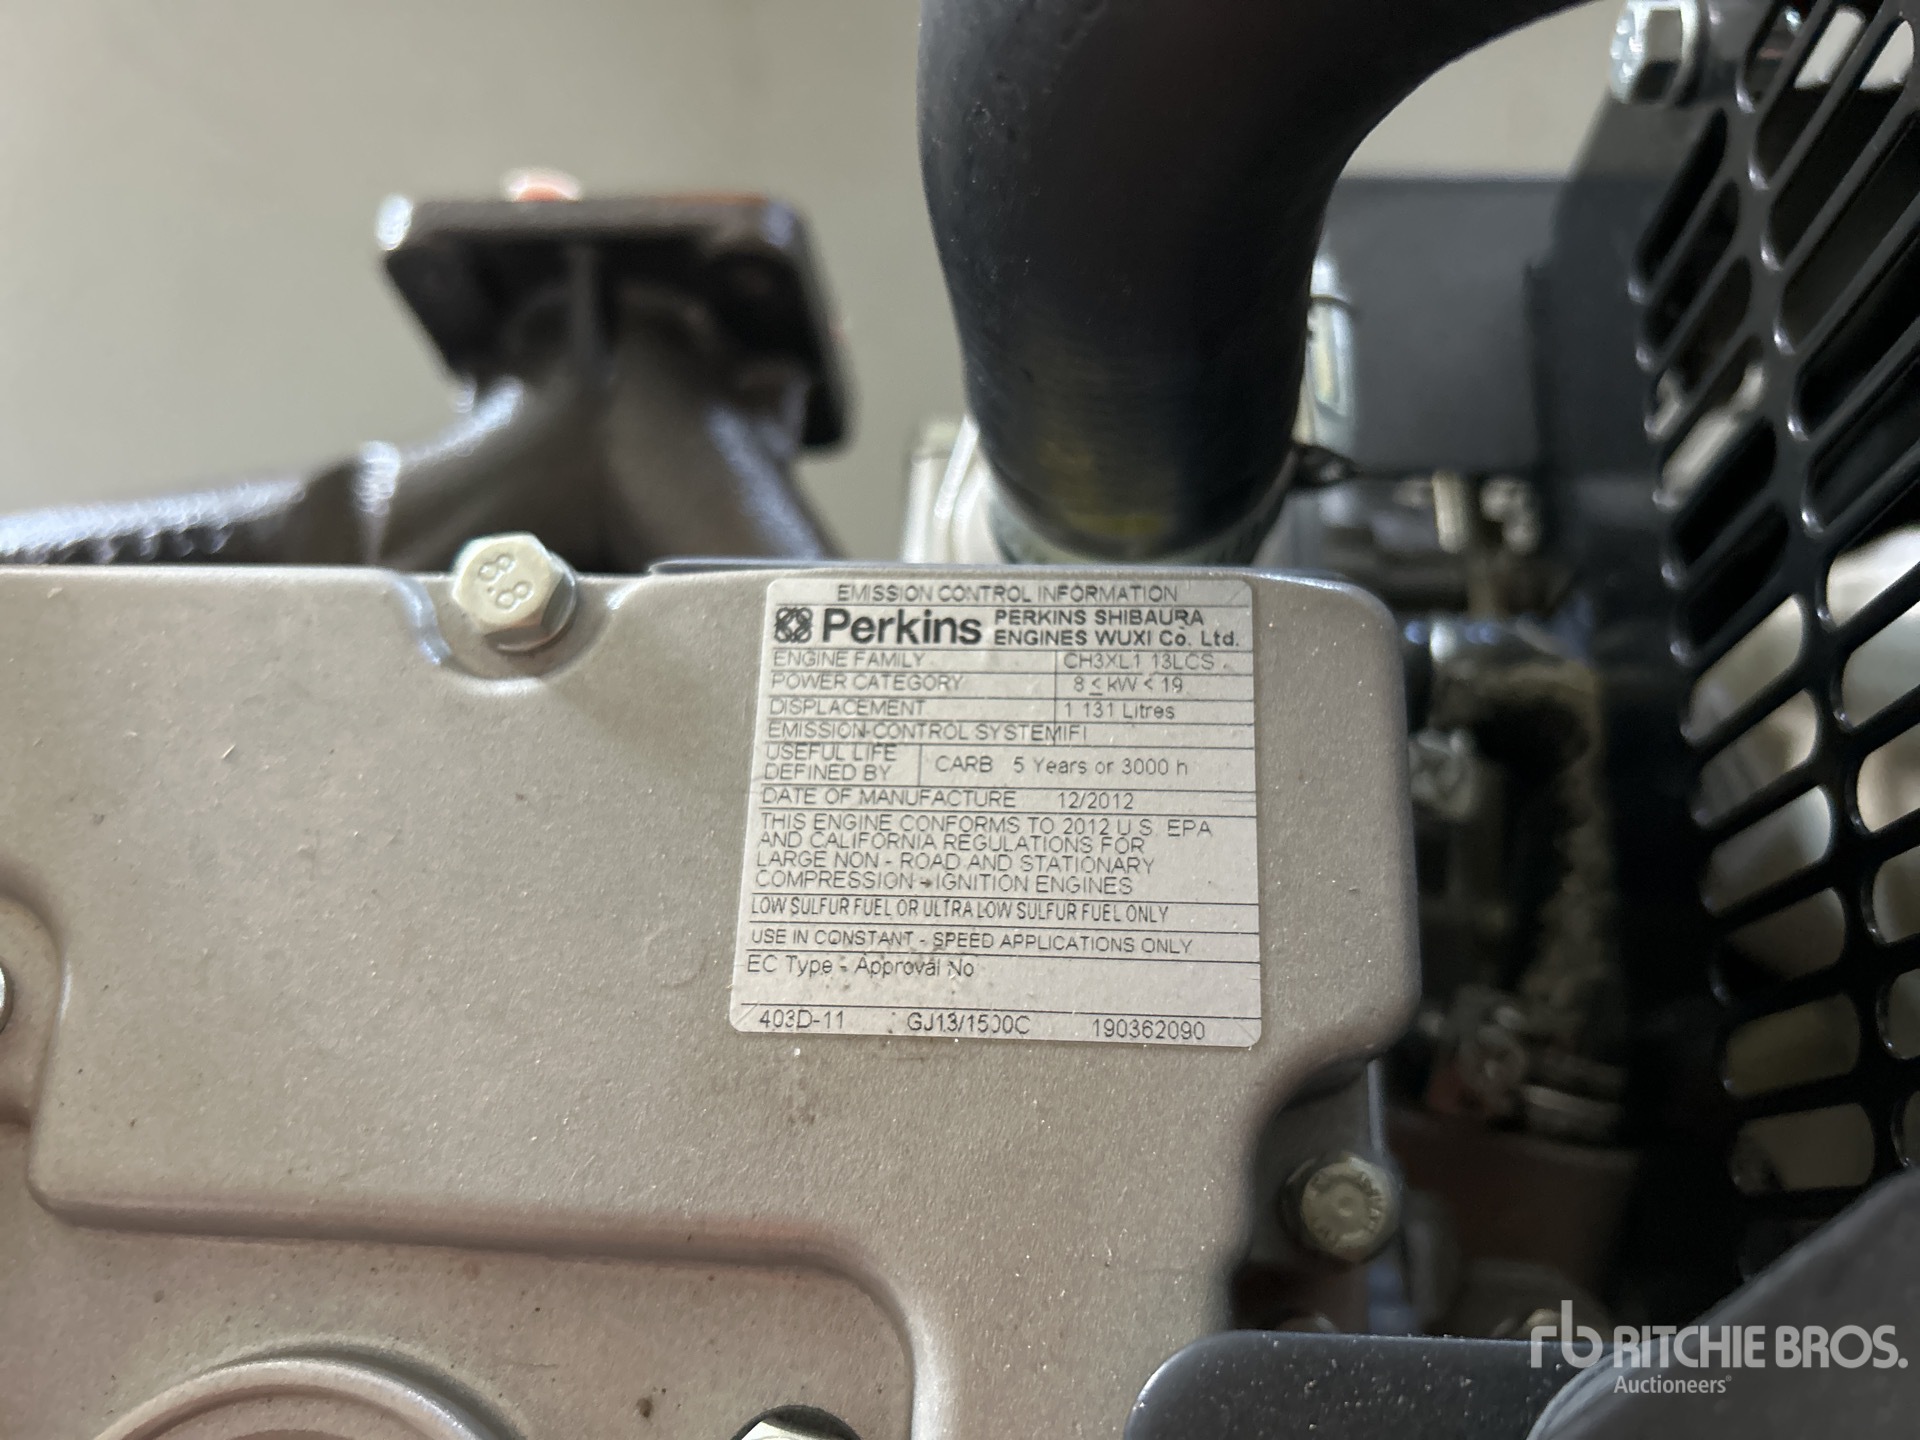 EMISSION CONTROL INFORMATION
Perkins PERKINS SHIBAURA
ENGINES WUXI Co. Ltd.
ENGINE FAMILY CH3XL1 13LCS
POWER CATEGORY 8 ≤ kW < 19
DISPLACEMENT 1 131 Litres
EMISSION-CONTROL SYSTEM IFI
USEFUL LIFE
DEFINED BY CARB 5 Years or 3000 h
DATE OF MANUFACTURE 12/2012
THIS ENGINE CONFORMS TO 2012 U S EPA
AND CALIFORNIA REGULATIONS FOR
LARGE NON - ROAD AND STATIONARY
COMPRESSION - IGNITION ENGINES
LOW SULFUR FUEL OR ULTRA LOW SULFUR FUEL ONLY
USE IN CONSTANT - SPEED APPLICATIONS ONLY
EC Type - Approval No
403D-11 GJ13/1500C 190362090
8.8
rb RITCHIE BROS.
Auctioneers